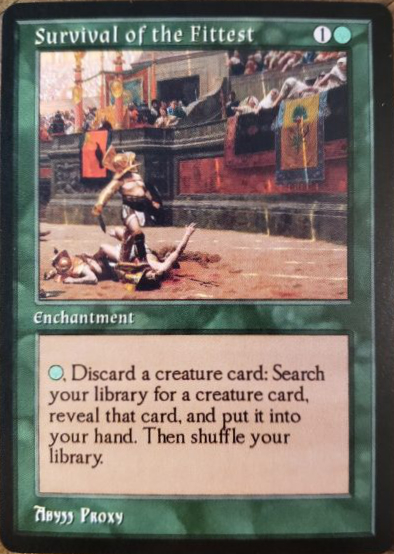 Survival of the Fittest 1
Enchantment
, Discard a creature card: Search
your library for a creature card,
reveal that card, and put it into
your hand. Then shuffle your
library.
Abyss Proxy